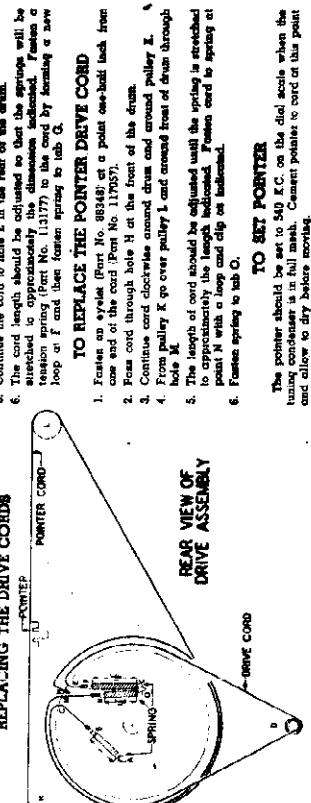 REPLACING THE DRIVE CORDS
POINTER
POINTER CORD
K
L
SPRING
REAR VIEW OF
DRIVE ASSEMBLY
DRIVE CORD
D
6. The cord length should be adjusted so that the springs will be
stretched to approximately the dimension indicated. Fasten a
tension spring (Part No. 113177) to the cord by forming a new
loop at F and then fasten spring to tab G.
TO REPLACE THE POINTER DRIVE CORD
1. Fasten an eyelet (Part No. 88348) at a point one-half inch from
one end of the cord (Part No. 117057).
2. Pass cord through hole H at the front of the drum.
3. Continue cord clockwise around drum and around pulley K.
4. From pulley K go over pulley L and around front of drum through
hole M.
5. The length of cord should be adjusted until the spring is stretched
to approximately the length indicated. Fasten cord to spring at
point N with a loop and clip as indicated.
6. Fasten spring to tab O.
TO SET POINTER
The pointer should be set to 540 K.C. on the dial scale when the
tuning condenser is in full mesh. Cement pointer to cord at this point
and allow to dry before moving.